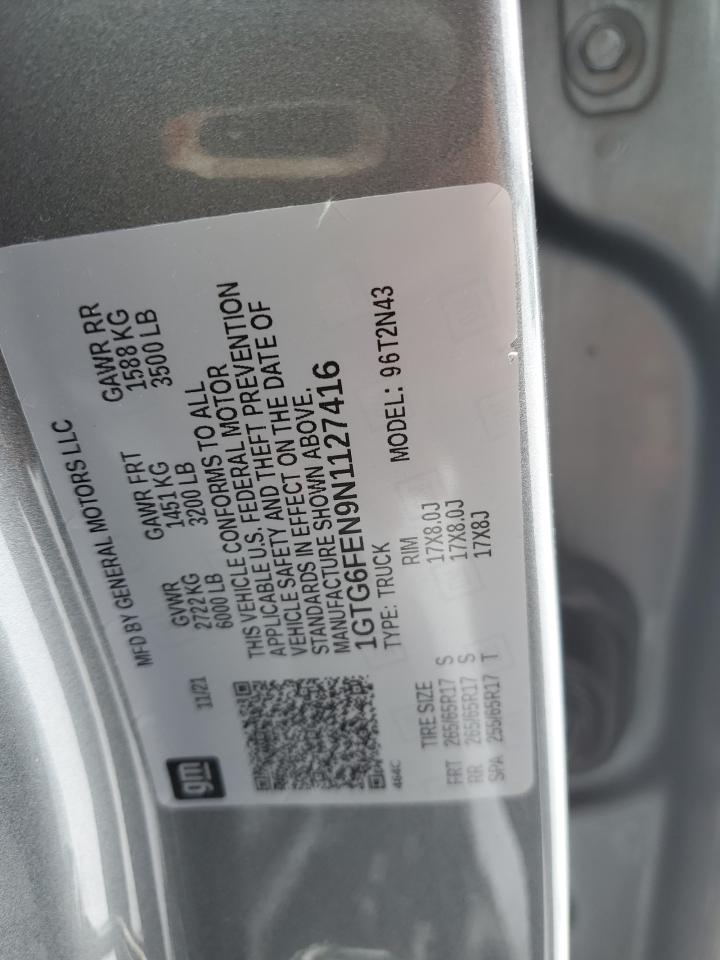 gm
11/21
MFD BY GENERAL MOTORS LLC
GVWR GAWR FRT GAWR RR
2722 KG 1451 KG 1588 KG
6000 LB 3200 LB 3500 LB
THIS VEHICLE CONFORMS TO ALL
APPLICABLE U.S. FEDERAL MOTOR
VEHICLE SAFETY AND THEFT PREVENTION
STANDARDS IN EFFECT ON THE DATE OF
MANUFACTURE SHOWN ABOVE.
1GTG6FEN9N1127416
TYPE: TRUCK MODEL: 96T2N43
464C
TIRE SIZE RIM
FRT 265/65R17 S 17X8.0J
RR 265/65R17 S 17X8.0J
SPA 255/65R17 T 17X8J